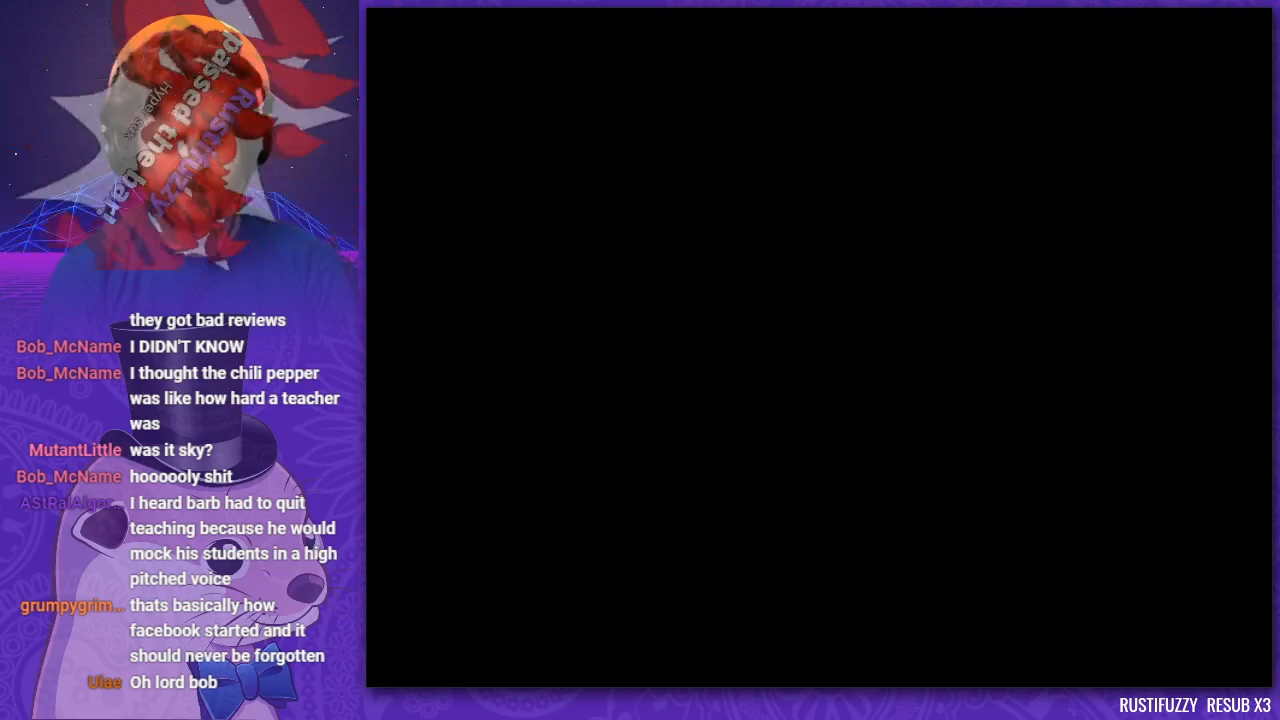 passed the bar!
Rustifuzzy
they got bad reviews
Bob_McName I DIDN'T KNOW
Bob_McName I thought the chili pepper
was like how hard a teacher
was
MutantLittle was it sky?
Bob_McName hoooooly shit
AStRalAlgor... I heard barb had to quit
teaching because he would
mock his students in a high
pitched voice
grumpygrim... thats basically how
facebook started and it
should never be forgotten
Ulae Oh lord bob
RUSTIFUZZY RESUB X3